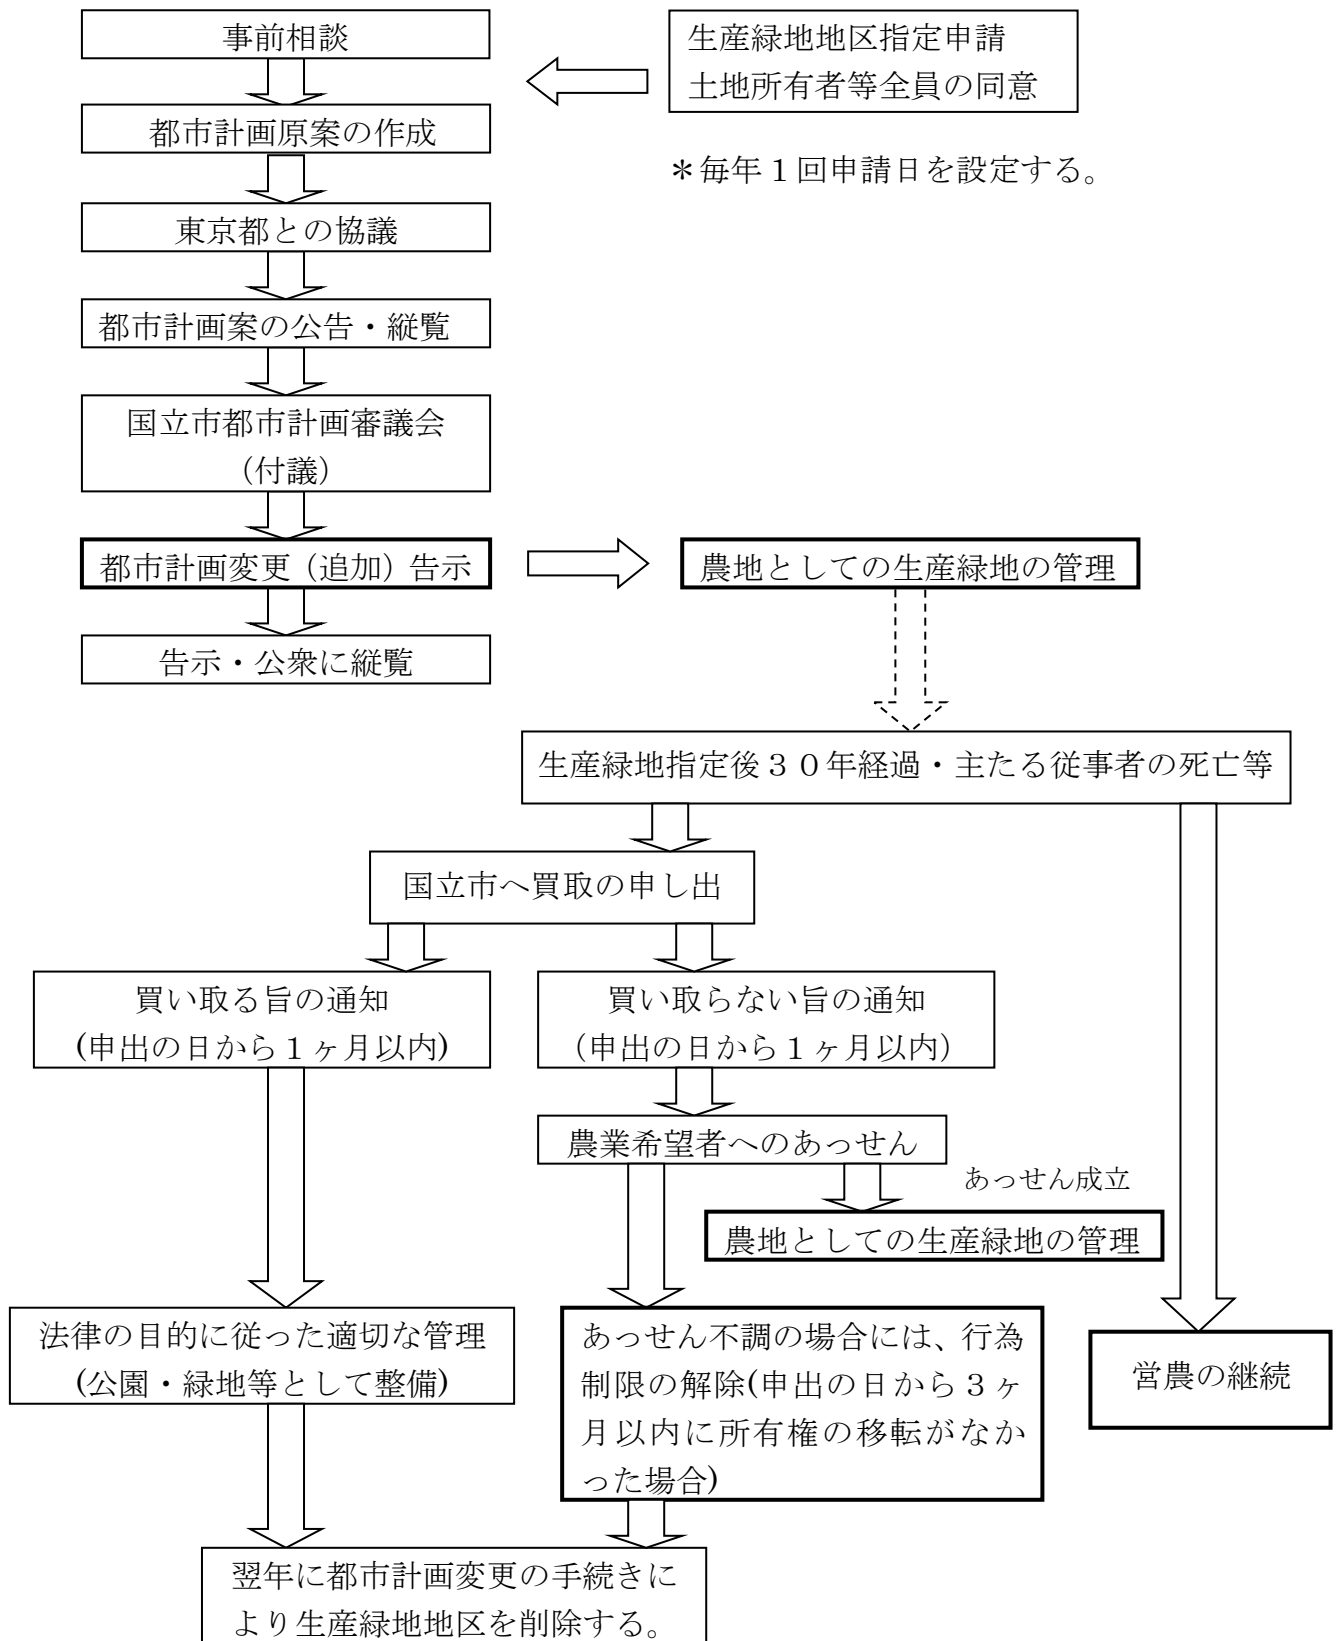 事前相談
生産緑地地区指定申請
土地所有者等全員の同意
都市計画原案の作成
＊毎年１回申請日を設定する。
東京都との協議
都市計画案の公告・縦覧
国立市都市計画審議会
（付議）
都市計画変更（追加）告示
農地としての生産緑地の管理
告示・公衆に縦覧
生産緑地指定後３０年経過・主たる従事者の死亡等
国立市へ買取の申し出
買い取る旨の通知
(申出の日から１ヶ月以内)
買い取らない旨の通知
（申出の日から１ヶ月以内）
農業希望者へのあっせん
あっせん成立
農地としての生産緑地の管理
法律の目的に従った適切な管理
(公園・緑地等として整備)
あっせん不調の場合には、行為
制限の解除(申出の日から３ヶ
月以内に所有権の移転がなか
った場合)
営農の継続
翌年に都市計画変更の手続きに
より生産緑地地区を削除する。